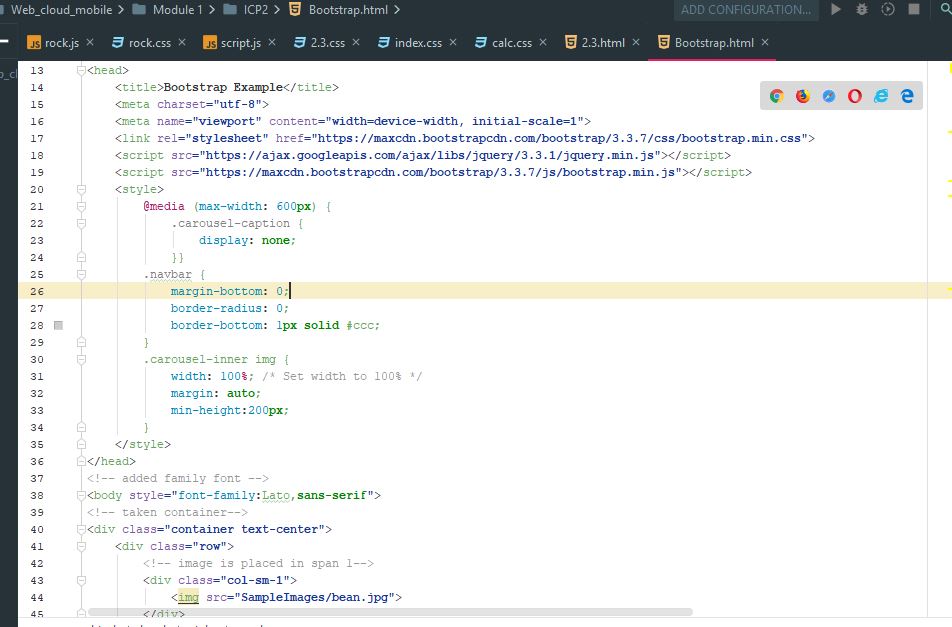 Web_cloud_mobile > Module 1 > ICP2 > Bootstrap.html >
ADD CONFIGURATION...
rock.js × rock.css × script.js × 2.3.css × index.css × calc.css × 2.3.html × Bootstrap.html ×
13 <head>
14 <title>Bootstrap Example</title>
15 <meta charset="utf-8">
16 <meta name="viewport" content="width=device-width, initial-scale=1">
17 <link rel="stylesheet" href="https://maxcdn.bootstrapcdn.com/bootstrap/3.3.7/css/bootstrap.min.css">
18 <script src="https://ajax.googleapis.com/ajax/libs/jquery/3.3.1/jquery.min.js"></script>
19 <script src="https://maxcdn.bootstrapcdn.com/bootstrap/3.3.7/js/bootstrap.min.js"></script>
20 <style>
21 @media (max-width: 600px) {
22 .carousel-caption {
23 display: none;
24 }}
25 .navbar {
26 margin-bottom: 0;
27 border-radius: 0;
28 border-bottom: 1px solid #ccc;
29 }
30 .carousel-inner img {
31 width: 100%; /* Set width to 100% */
32 margin: auto;
33 min-height:200px;
34 }
35 </style>
36 </head>
37 <!-- added family font -->
38 <body style="font-family:Lato,sans-serif">
39 <!-- taken container-->
40 <div class="container text-center">
41 <div class="row">
42 <!-- image is placed in span 1-->
43 <div class="col-sm-1">
44 <img src="SampleImages/bean.jpg">
45 </div>